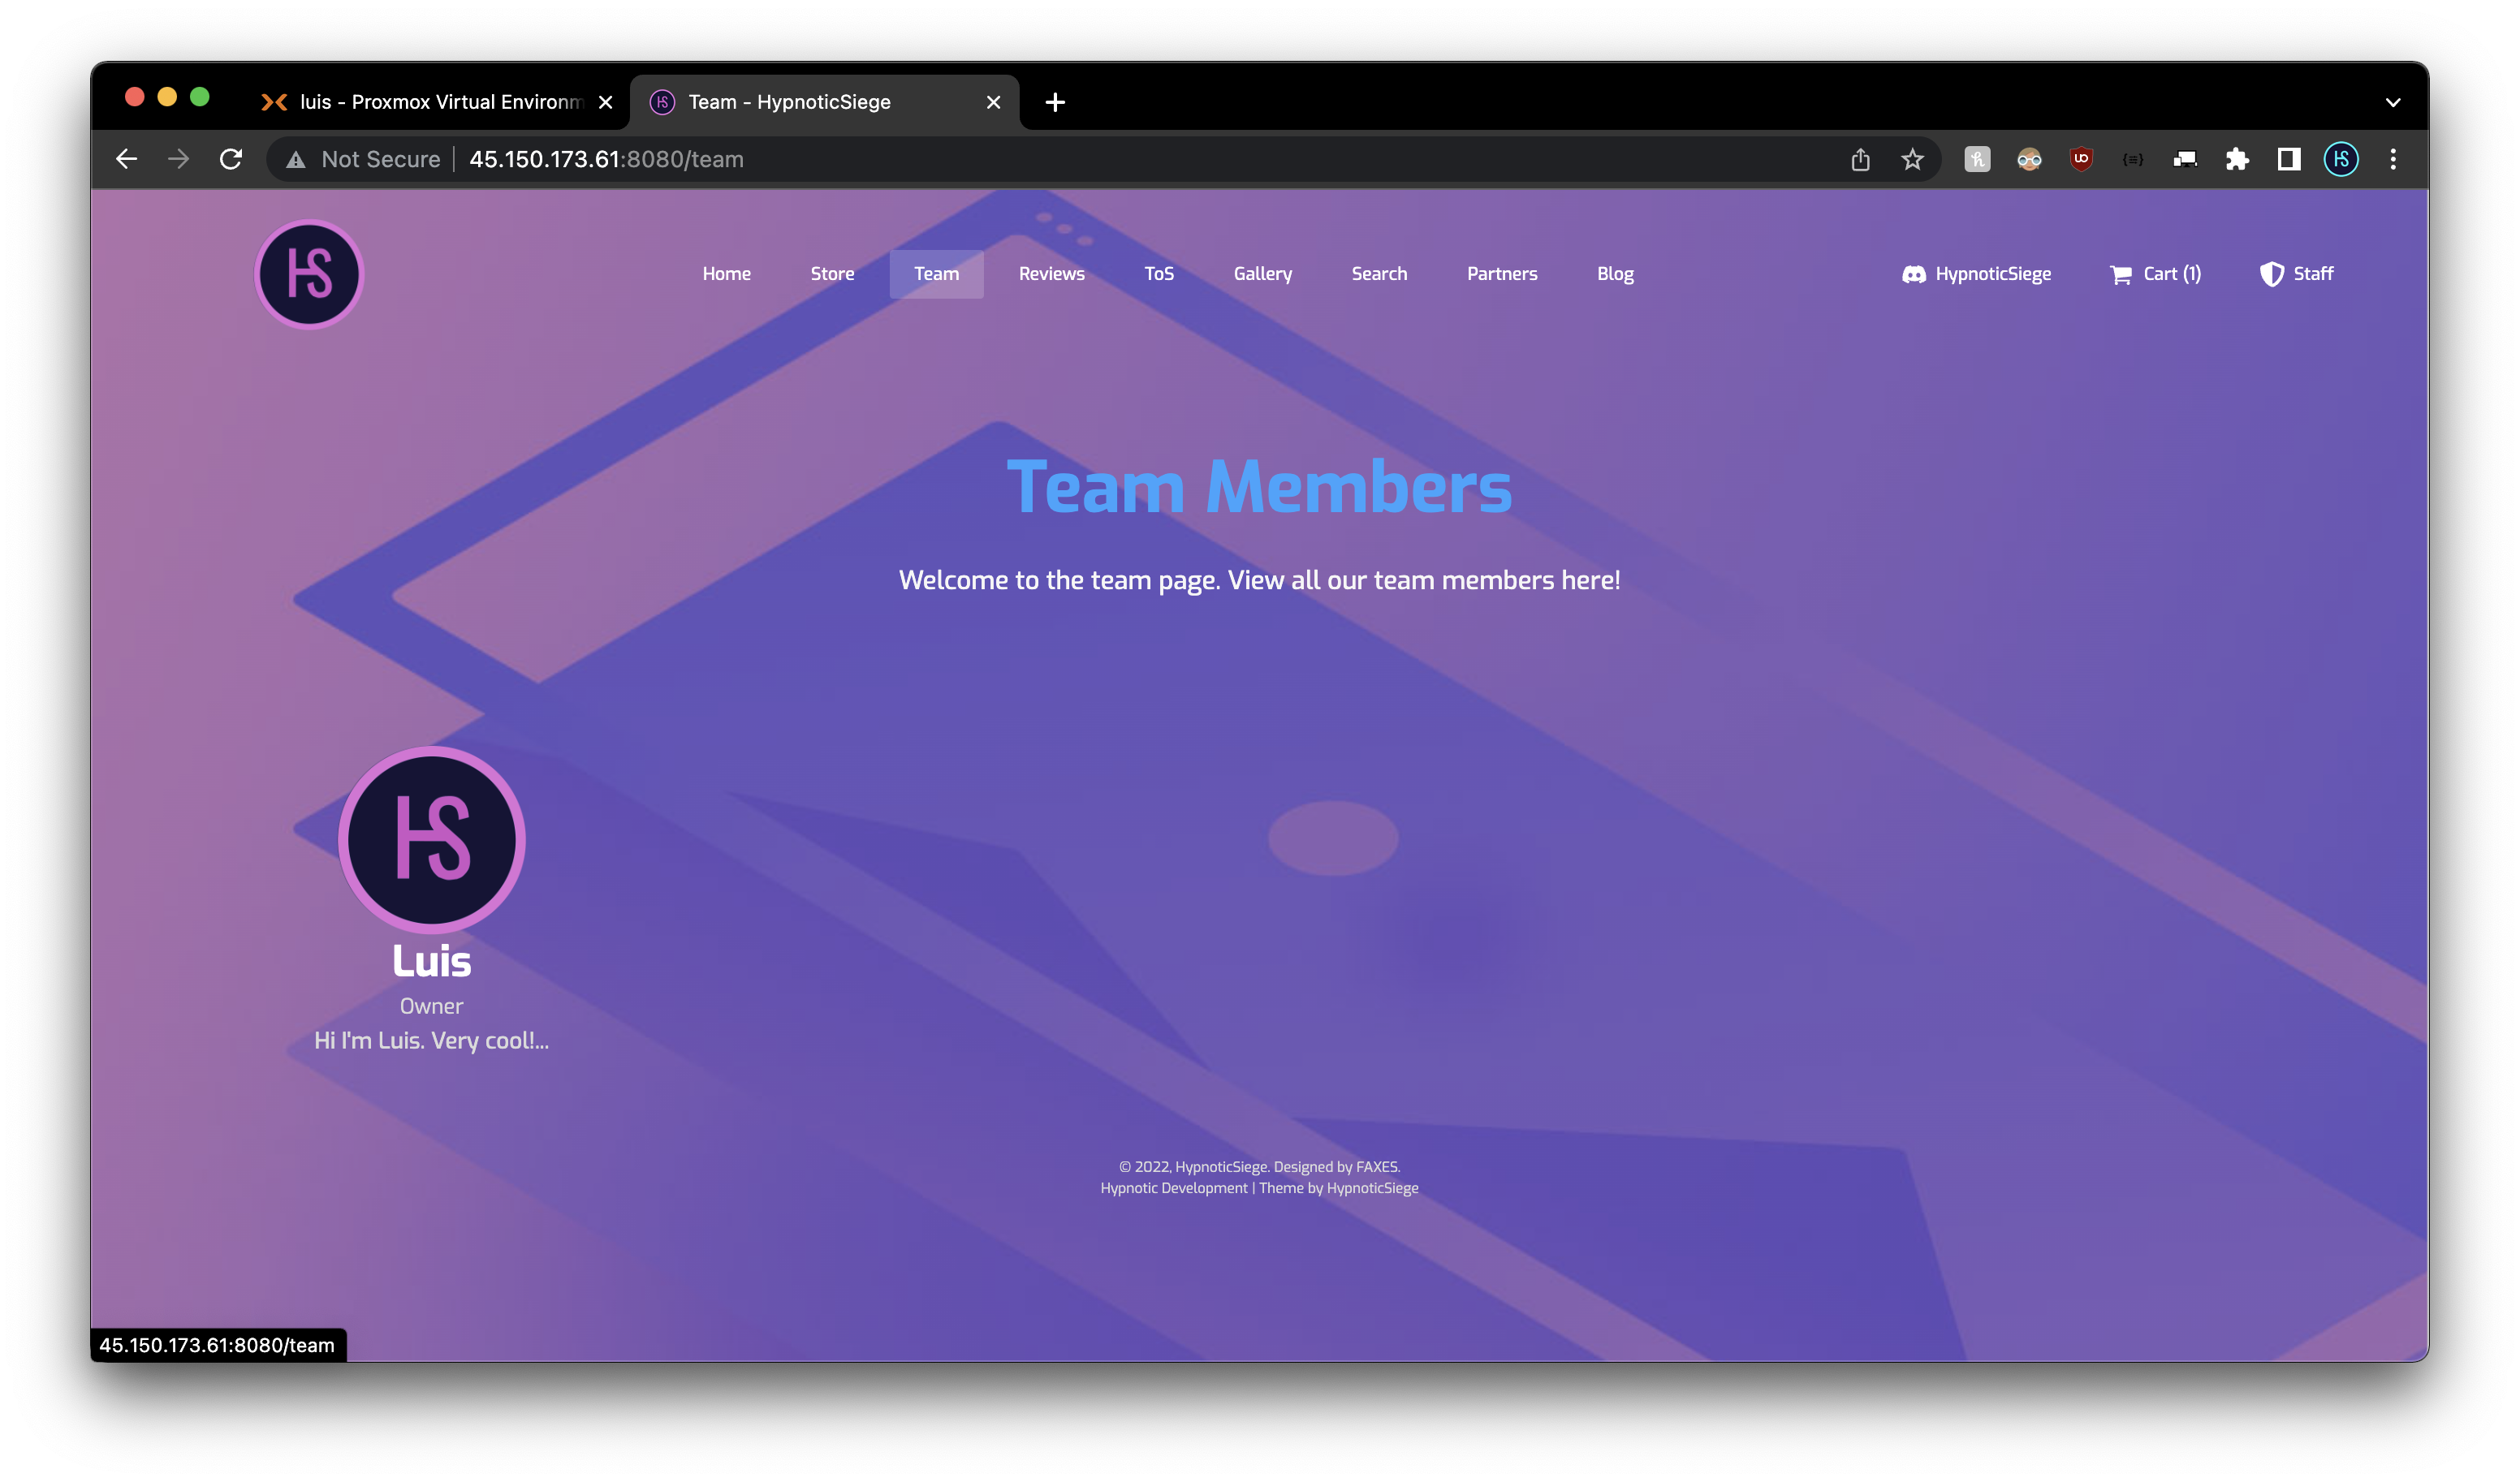 luis - Proxmox Virtual Environm
Team - HypnoticSiege
Not Secure
45.150.173.61:8080/team
HS
Home
Store
Team
Reviews
ToS
Gallery
Search
Partners
Blog
HypnoticSiege
Cart (1)
Staff
Team Members
Welcome to the team page. View all our team members here!
HS
Luis
Owner
Hi I'm Luis. Very cool!...
© 2022, HypnoticSiege. Designed by FAXES.
Hypnotic Development | Theme by HypnoticSiege
45.150.173.61:8080/team